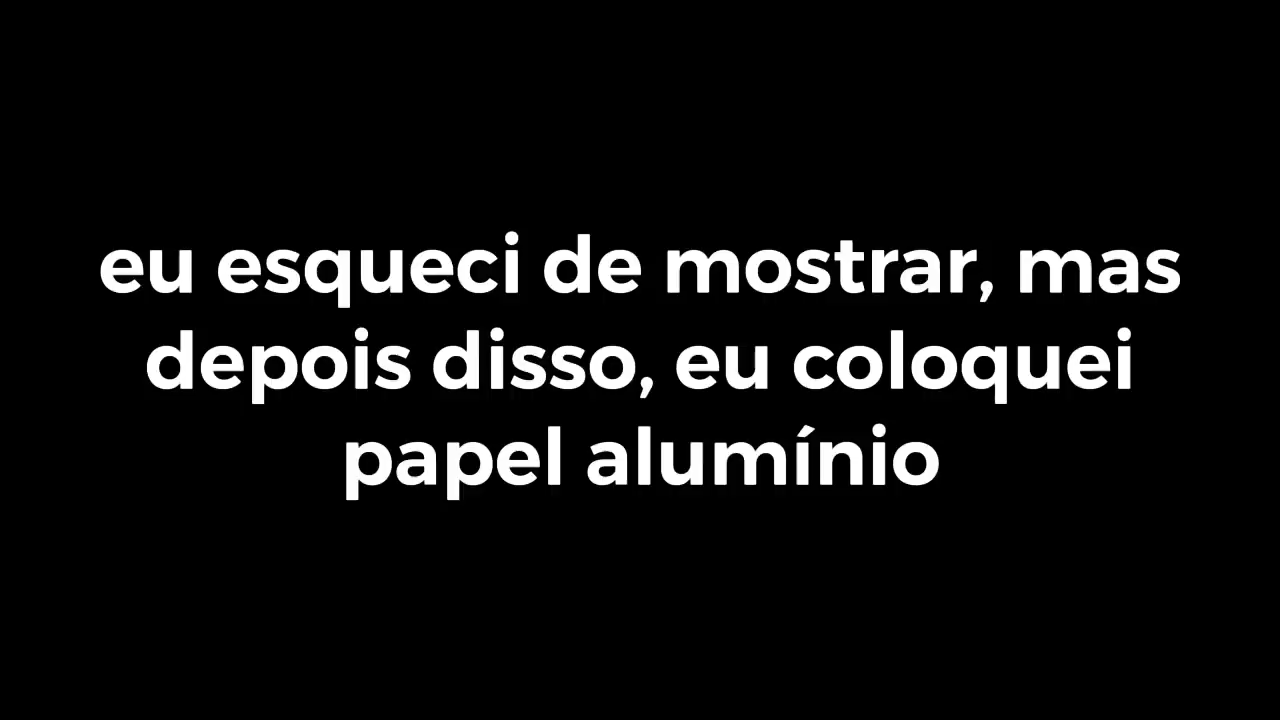 eu esqueci de mostrar, mas
depois disso, eu coloquei
papel alumínio